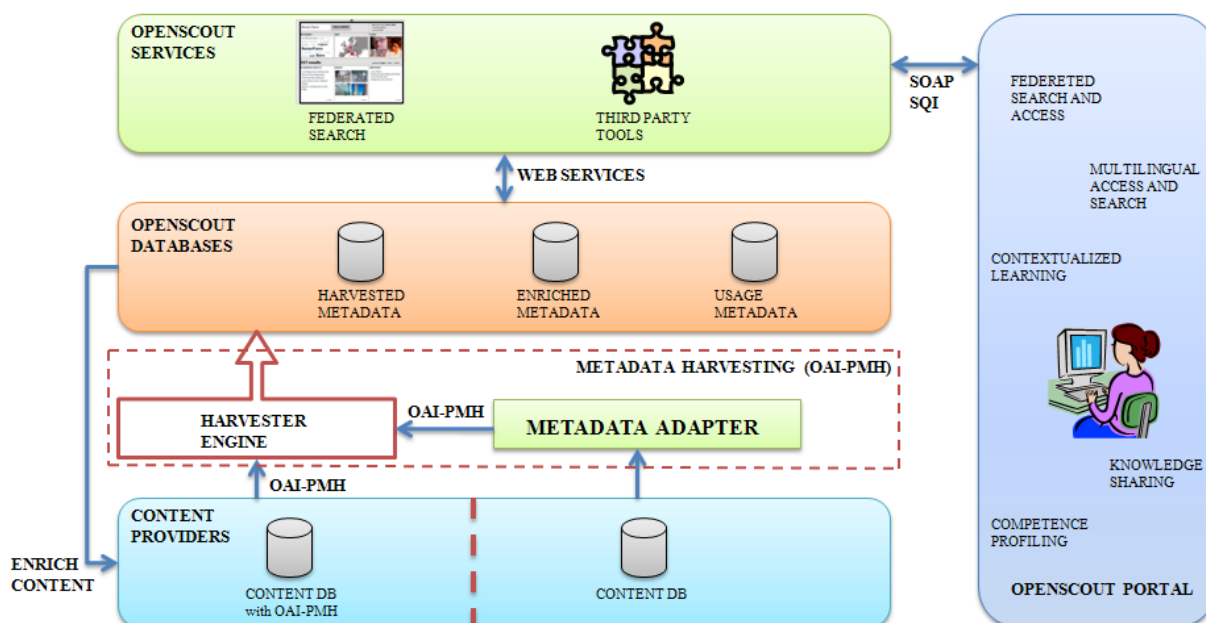 OPENSCOUT
SERVICES
FEDERATED
SEARCH
THIRD PARTY
TOOLS
SOAP
SQI
WEB SERVICES
OPENSCOUT
DATABASES
HARVESTED
METADATA
ENRICHED
METADATA
USAGE
METADATA
METADATA HARVESTING (OAI-PMH)
HARVESTER
ENGINE
OAI-PMH
METADATA ADAPTER
OAI-PMH
CONTENT
PROVIDERS
CONTENT DB
with OAI-PMH
CONTENT DB
ENRICH
CONTENT
FEDERETED
SEARCH AND
ACCESS
MULTILINGUAL
ACCESS AND
SEARCH
CONTEXTUALIZED
LEARNING
KNOWLEDGE
SHARING
COMPETENCE
PROFILING
OPENSCOUT PORTAL